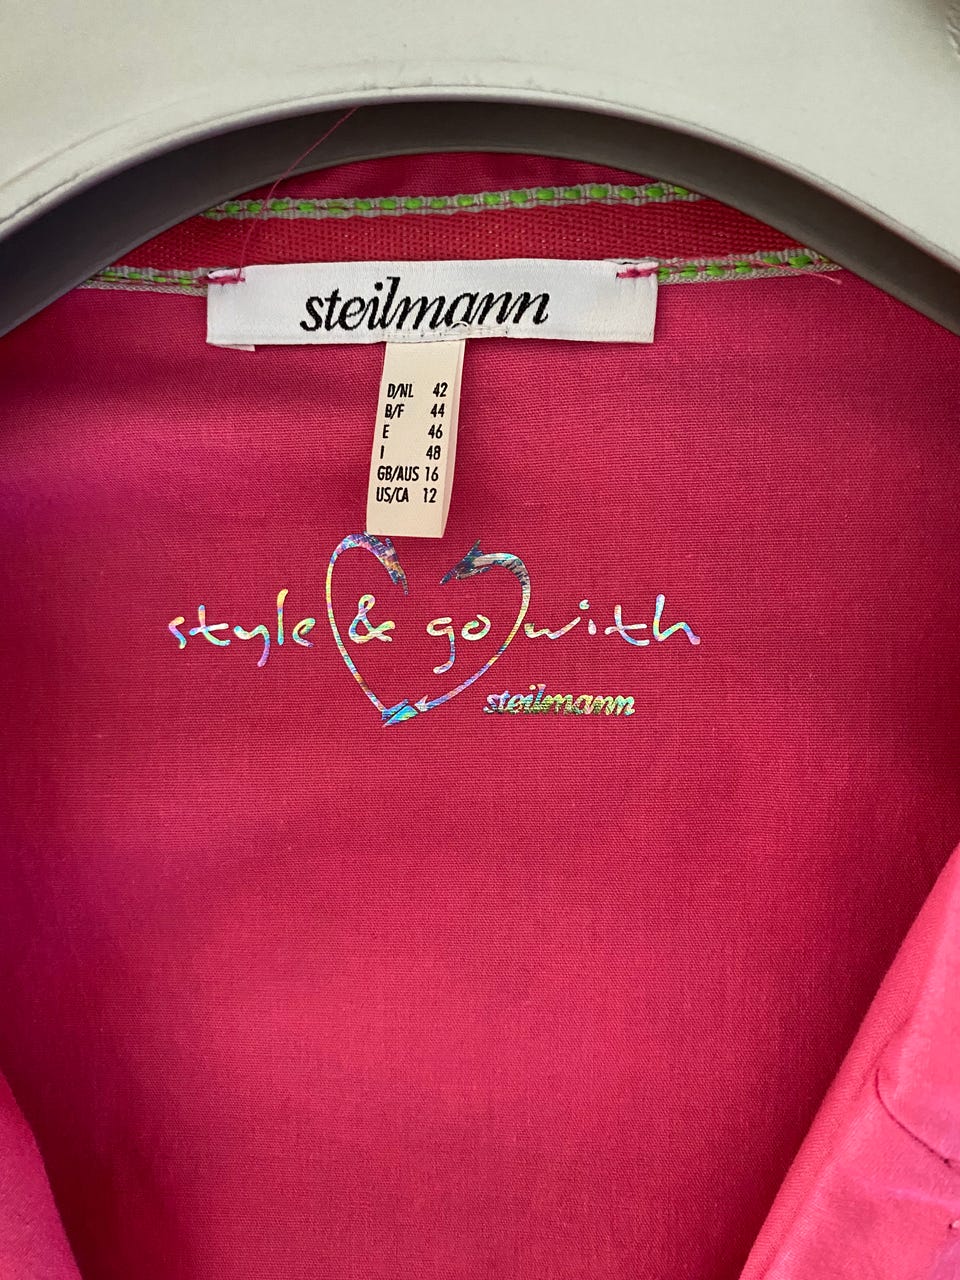 steilmann
D/NL 42
B/F 44
E 46
I 48
GB/AUS 16
US/CA 12
style & go with
steilmann